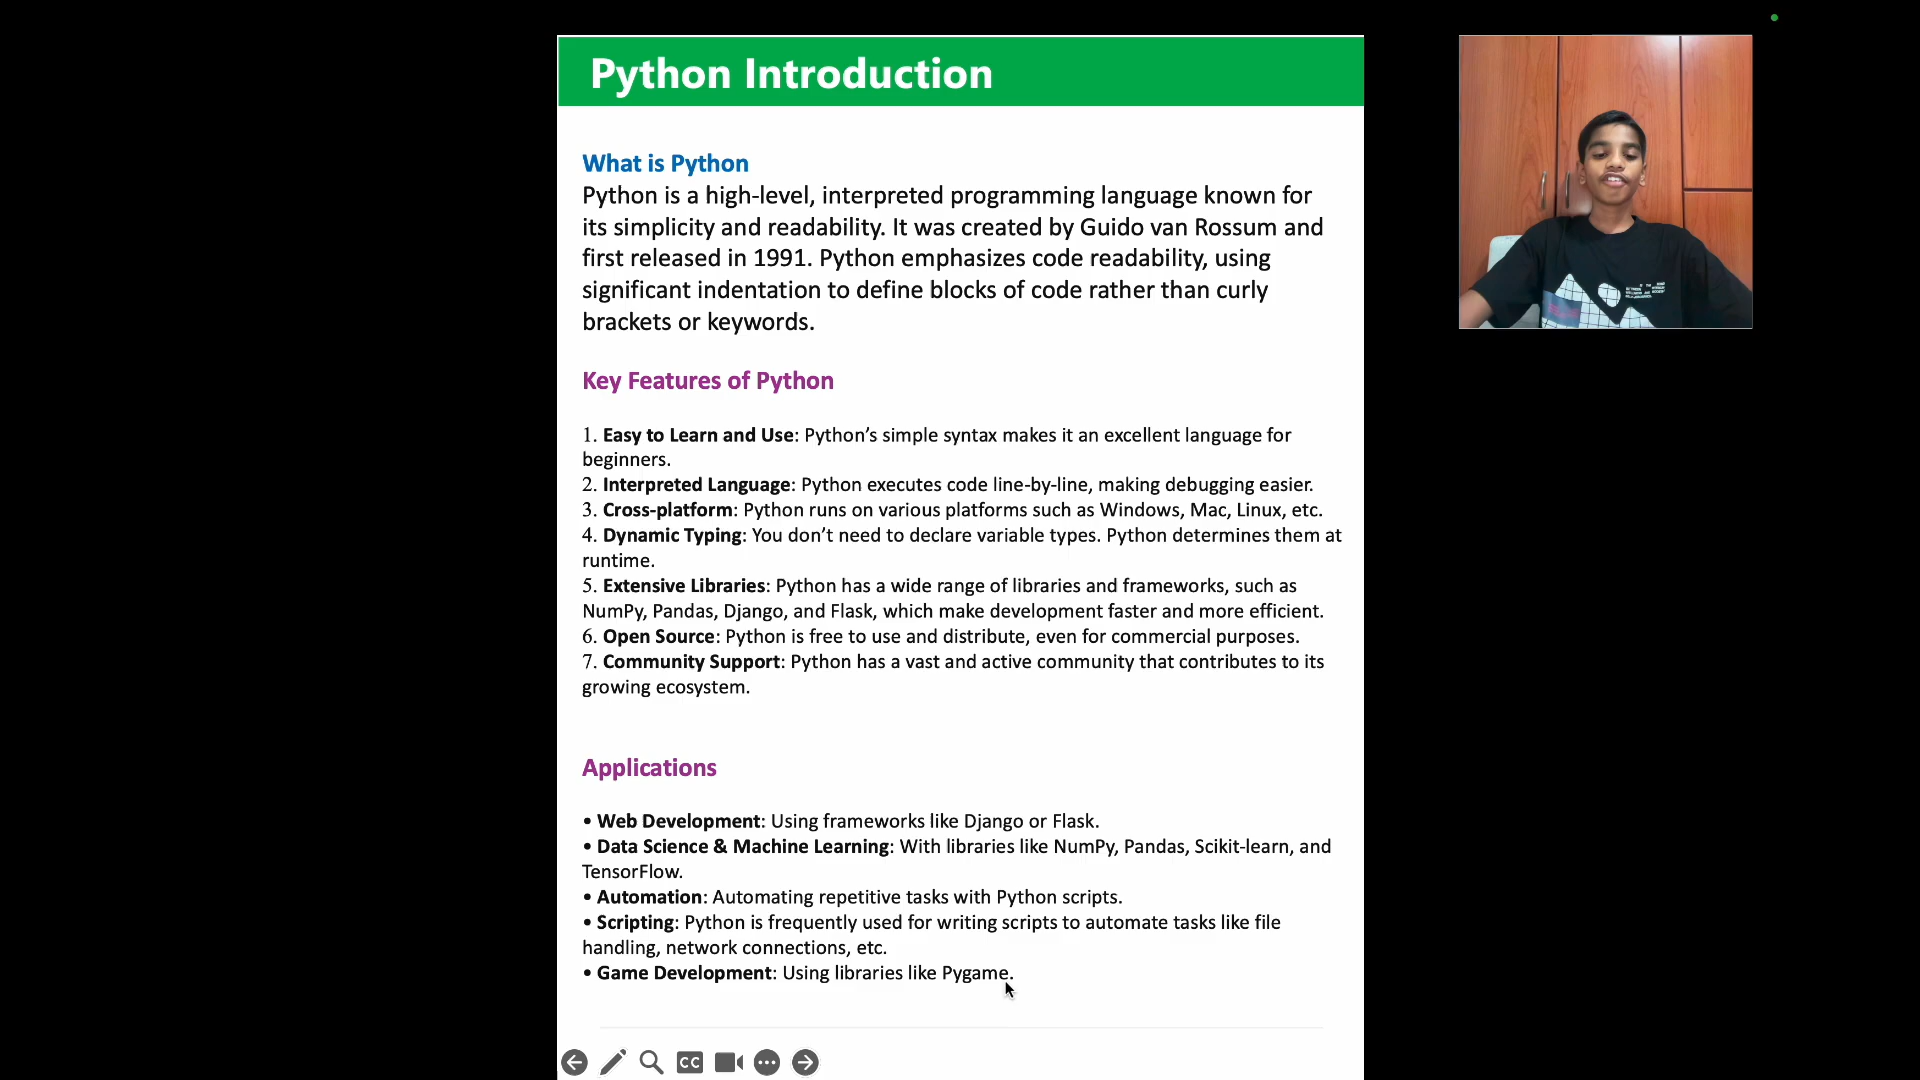 Python Introduction
What is Python
Python is a high-level, interpreted programming language known for
its simplicity and readability. It was created by Guido van Rossum and
first released in 1991. Python emphasizes code readability, using
significant indentation to define blocks of code rather than curly
brackets or keywords.
Key Features of Python
1. Easy to Learn and Use: Python’s simple syntax makes it an excellent language for
beginners.
2. Interpreted Language: Python executes code line-by-line, making debugging easier.
3. Cross-platform: Python runs on various platforms such as Windows, Mac, Linux, etc.
4. Dynamic Typing: You don’t need to declare variable types. Python determines them at
runtime.
5. Extensive Libraries: Python has a wide range of libraries and frameworks, such as
NumPy, Pandas, Django, and Flask, which make development faster and more efficient.
6. Open Source: Python is free to use and distribute, even for commercial purposes.
7. Community Support: Python has a vast and active community that contributes to its
growing ecosystem.
Applications
• Web Development: Using frameworks like Django or Flask.
• Data Science & Machine Learning: With libraries like NumPy, Pandas, Scikit-learn, and
TensorFlow.
• Automation: Automating repetitive tasks with Python scripts.
• Scripting: Python is frequently used for writing scripts to automate tasks like file
handling, network connections, etc.
• Game Development: Using libraries like Pygame.
CC